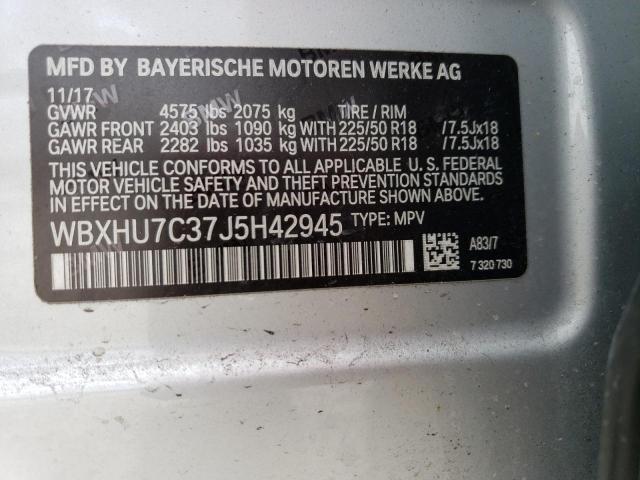 MFD BY BAYERISCHE MOTOREN WERKE AG
11/17
GVWR 4575 lbs 2075 kg TIRE / RIM
GAWR FRONT 2403 lbs 1090 kg WITH 225/50 R18 /7.5Jx18
GAWR REAR 2282 lbs 1035 kg WITH 225/50 R18 /7.5Jx18
THIS VEHICLE CONFORMS TO ALL APPLICABLE U. S. FEDERAL
MOTOR VEHICLE SAFETY, BUMPER, AND THEFT PREVENTION
STANDARDS IN EFFECT ON THE DATE OF MANUFACTURE SHOWN ABOVE.
WBXHU7C37J5H42945 TYPE: MPV
A83/7
7 320 730